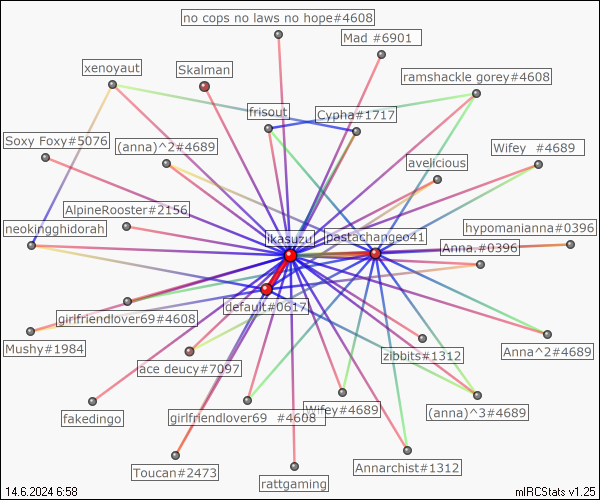 no cops no laws no hope#4608
Mad #6901
xenoyaut
Skalman
ramshackle gorey#4608
frisout
Cypha#1717
Soxy Foxy#5076
(anna)^2#4689
Wifey #4689
avelicious
AlpineRooster#2156
neokingghidorah
hypomanianna#0396
ikasuzu
pastachange041
Anna.#0396
default#0617
girlfriendlover69#4608
Mushy#1984
Anna^2#4689
zibbits#1312
ace deucy#7097
fakedingo
girlfriendlover69 #4608
Wifey#4689
(anna)^3#4689
Toucan#2473
Annarchist#1312
rattgaming
14.6.2024 6:58
mIRCStats v1.25